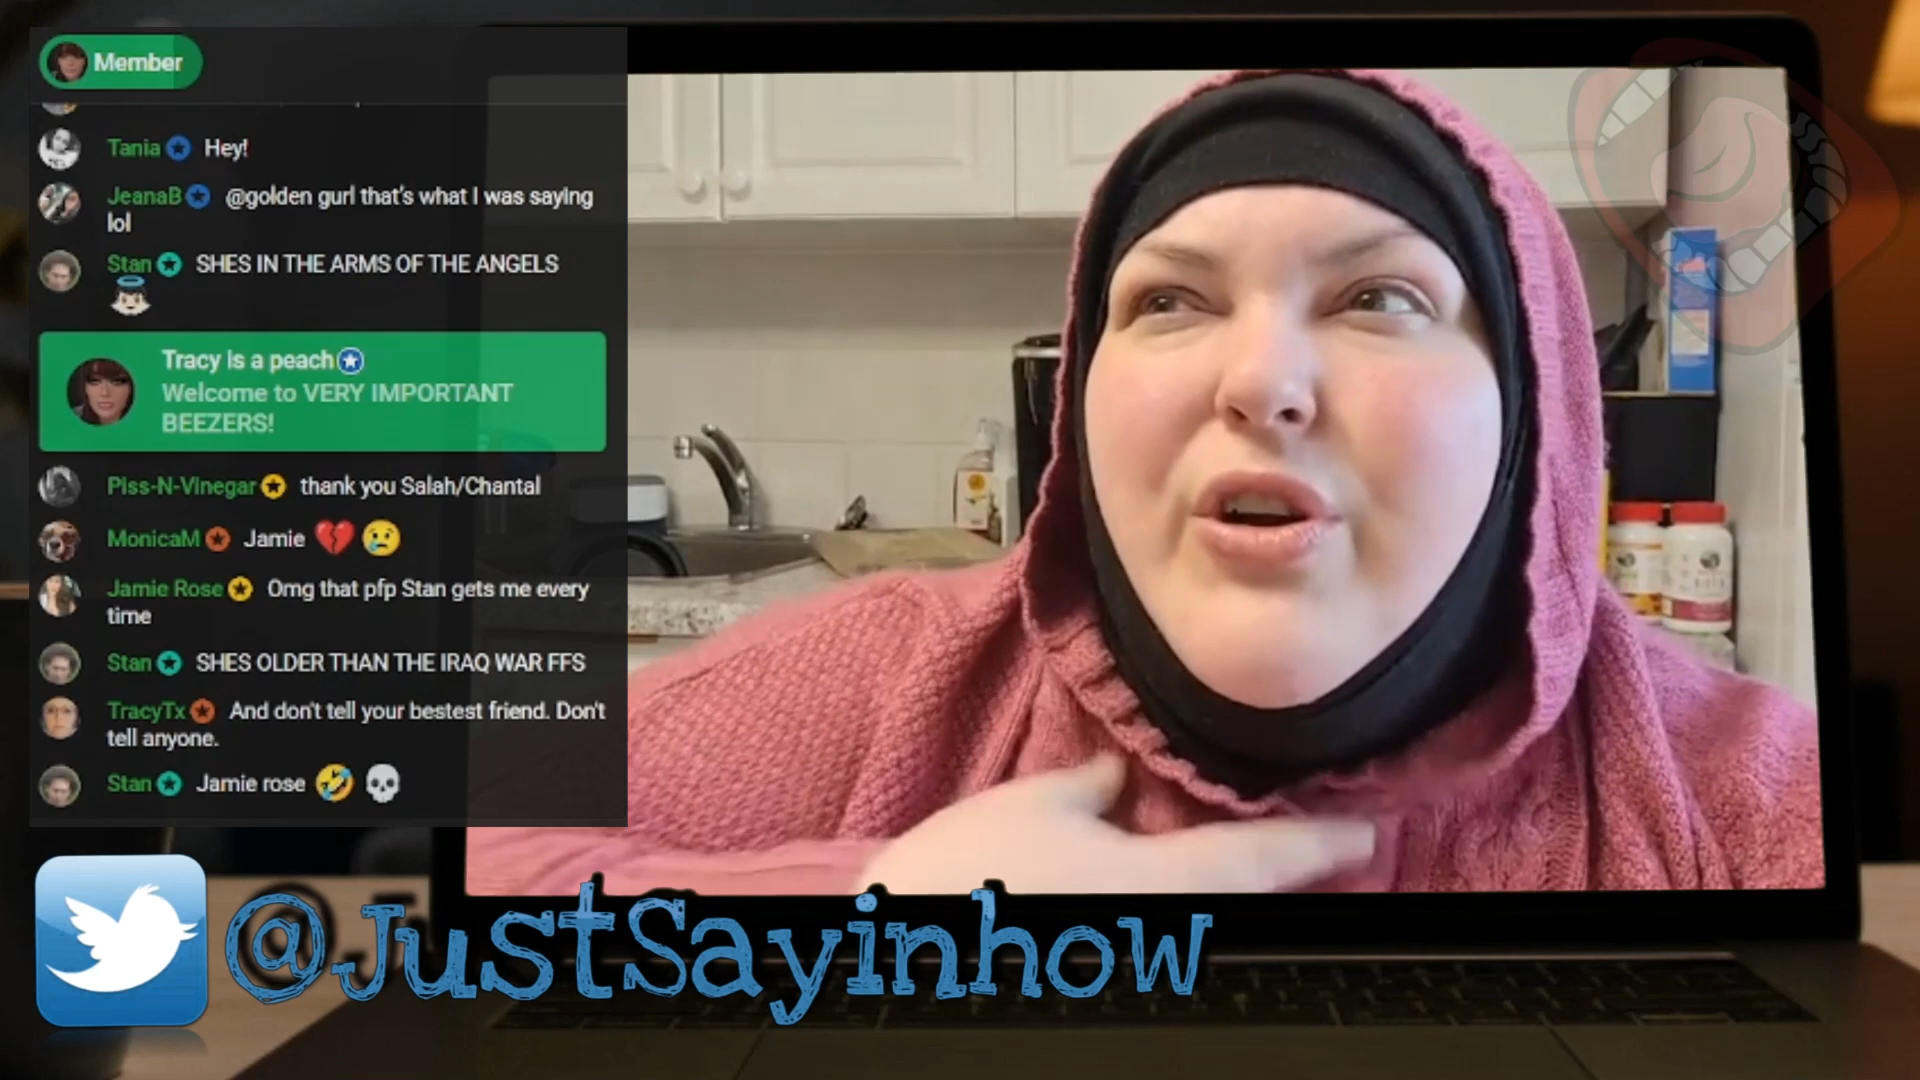 Member
Tania Hey!
JeanaB @golden gurl that's what I was saying
lol
Stan SHES IN THE ARMS OF THE ANGELS
Tracy Is a peach
Welcome to VERY IMPORTANT
BEEZERS!
PIss-N-VInegar thank you Salah/Chantal
MonicaM Jamie 💔 😢
Jamie Rose Omg that pfp Stan gets me every
time
Stan SHES OLDER THAN THE IRAQ WAR FFS
TracyTx And don't tell your bestest friend. Don't
tell anyone.
Stan Jamie rose 🤣 💀
@JustSayinhow